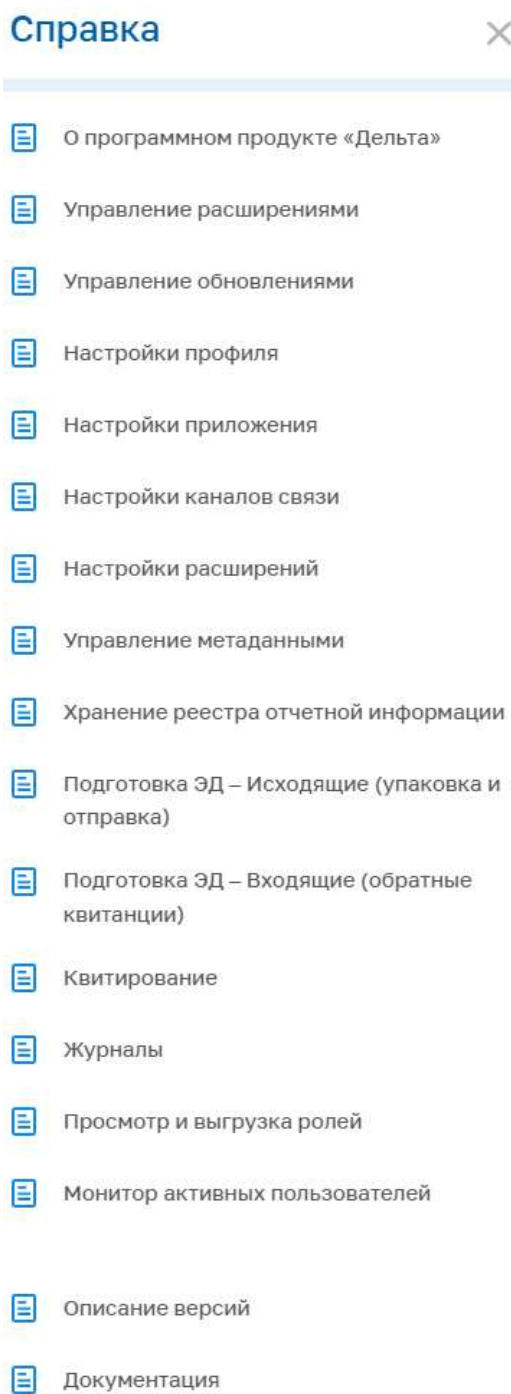 Справка
О программном продукте «Дельта»
Управление расширениями
Управление обновлениями
Настройки профиля
Настройки приложения
Настройки каналов связи
Настройки расширений
Управление метаданными
Хранение реестра отчетной информации
Подготовка ЭД – Исходящие (упаковка и
отправка)
Подготовка ЭД – Входящие (обратные
квитанции)
Квитирование
Журналы
Просмотр и выгрузка ролей
Монитор активных пользователей
Описание версий
Документация